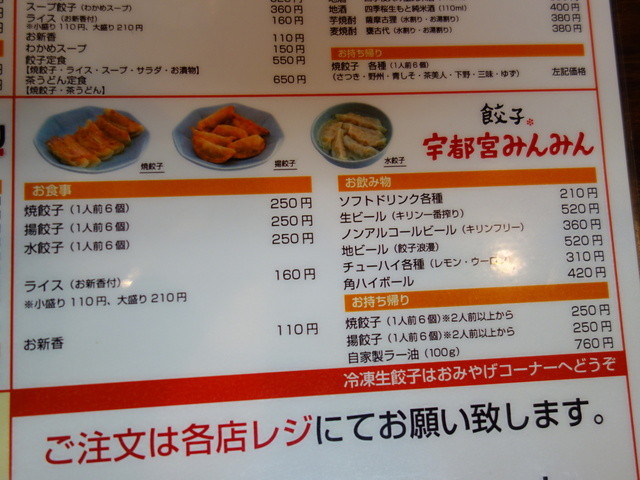 スープ餃子(わかめスープ) 360円
ライス(お新香付) 160円
※小盛り110円、大盛り210円
お新香 110円
わかめスープ 150円
餃子定食 550円
【焼餃子・ライス・スープ・サラダ・お漬物】
茶うどん定食 650円
【焼餃子・茶うどん】
地酒 四季桜生もと純米酒(110ml) 400円
芋焼酎 薩摩古狸(水割り・お湯割り) 380円
麦焼酎 甕古代(水割り・お湯割り) 380円
お持ち帰り
焼餃子 各種(1人前6個)
(さつき・野州・青しそ・茶美人・下野・三味・ゆず) 左記価格
焼餃子
揚餃子
水餃子
餃子
宇都宮みんみん
お食事
焼餃子(1人前6個) 250円
揚餃子(1人前6個) 250円
水餃子(1人前6個) 250円
ライス(お新香付) 160円
※小盛り110円、大盛り210円
お新香 110円
お飲み物
ソフトドリンク各種 210円
生ビール(キリン一番搾り) 520円
ノンアルコールビール(キリンフリー) 360円
地ビール(餃子浪漫) 520円
チューハイ各種(レモン・ウーロン) 310円
角ハイボール 420円
お持ち帰り
焼餃子(1人前6個)※2人前以上から 250円
揚餃子(1人前6個)※2人前以上から 250円
自家製ラー油(100g) 760円
冷凍生餃子はおみやげコーナーへどうぞ
ご注文は各店レジにてお願い致します。